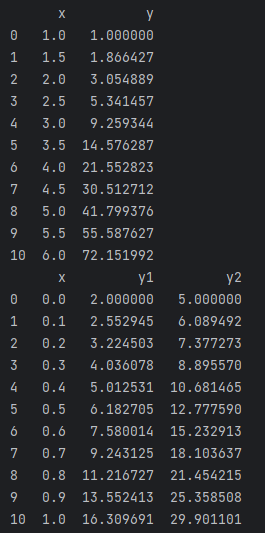 x          y
0   1.0   1.000000
1   1.5   1.866427
2   2.0   3.054889
3   2.5   5.341457
4   3.0   9.259344
5   3.5  14.576287
6   4.0  21.552823
7   4.5  30.512712
8   5.0  41.799376
9   5.5  55.587627
10  6.0  72.151992
      x         y1         y2
0   0.0   2.000000   5.000000
1   0.1   2.552945   6.089492
2   0.2   3.224503   7.377273
3   0.3   4.036078   8.895570
4   0.4   5.012531  10.681465
5   0.5   6.182705  12.777590
6   0.6   7.580014  15.232913
7   0.7   9.243125  18.103637
8   0.8  11.216727  21.454215
9   0.9  13.552413  25.358508
10  1.0  16.309691  29.901101